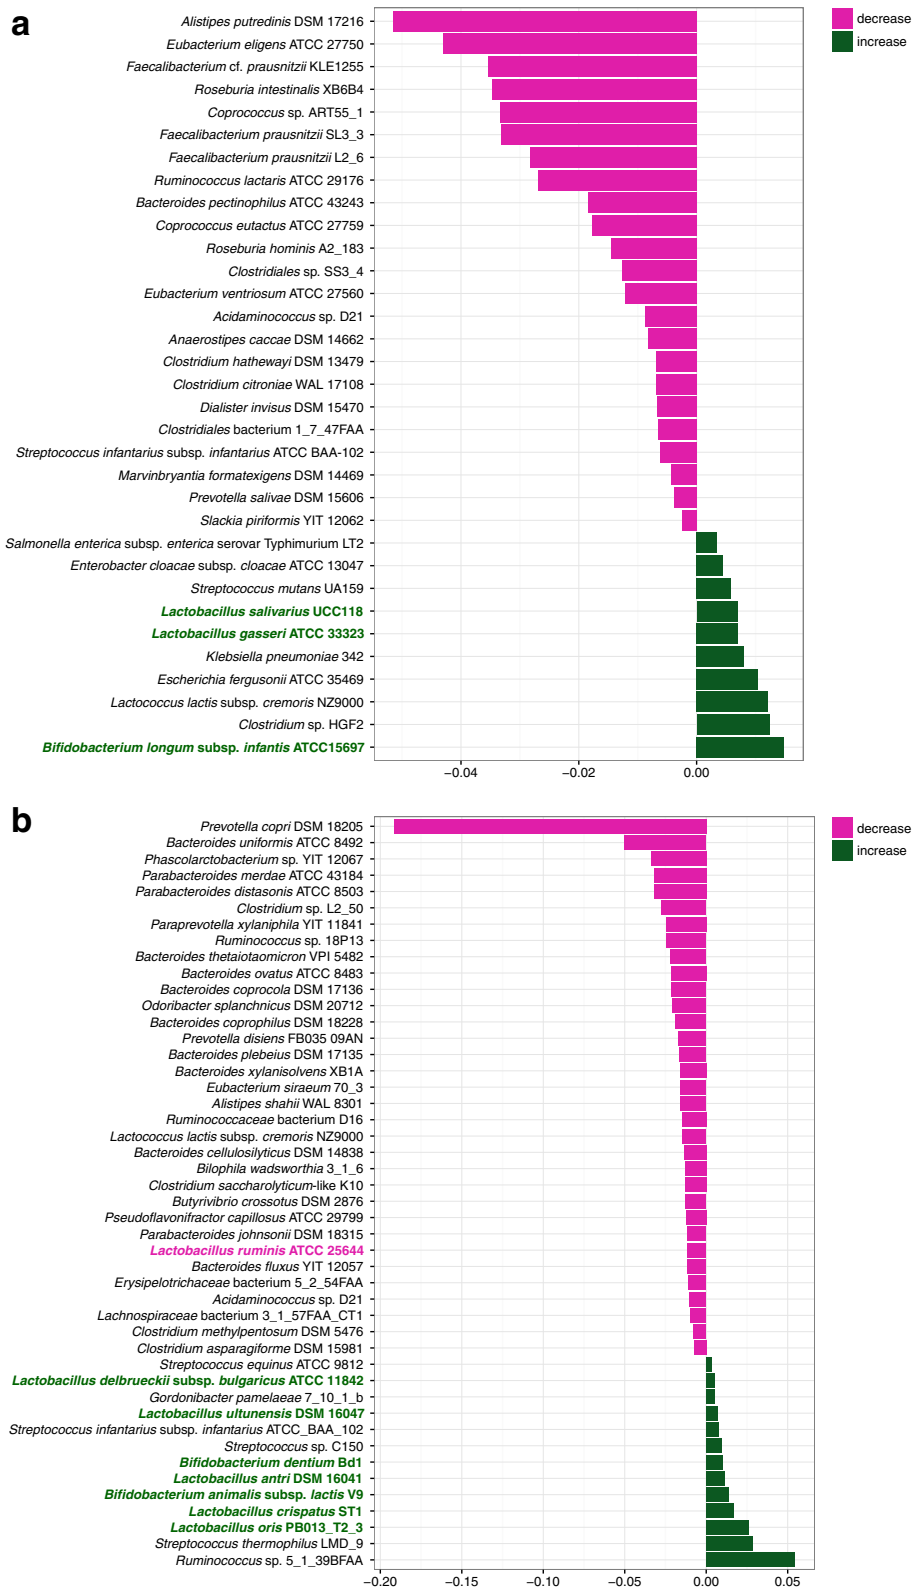 a
decrease
increase
Alistipes putredinis DSM 17216
Eubacterium eligens ATCC 27750
Faecalibacterium cf. prausnitzii KLE1255
Roseburia intestinalis XB6B4
Coprococcus sp. ART55_1
Faecalibacterium prausnitzii SL3_3
Faecalibacterium prausnitzii L2_6
Ruminococcus lactaris ATCC 29176
Bacteroides pectinophilus ATCC 43243
Coprococcus eutactus ATCC 27759
Roseburia hominis A2_183
Clostridiales sp. SS3_4
Eubacterium ventriosum ATCC 27560
Acidaminococcus sp. D21
Anaerostipes caccae DSM 14662
Clostridium hathewayi DSM 13479
Clostridium citroniae WAL 17108
Dialister invisus DSM 15470
Clostridiales bacterium 1_7_47FAA
Streptococcus infantarius subsp. infantarius ATCC BAA-102
Marvinbryantia formatexigens DSM 14469
Prevotella salivae DSM 15606
Slackia piriformis YIT 12062
Salmonella enterica subsp. enterica serovar Typhimurium LT2
Enterobacter cloacae subsp. cloacae ATCC 13047
Streptococcus mutans UA159
Lactobacillus salivarius UCC118
Lactobacillus gasseri ATCC 33323
Klebsiella pneumoniae 342
Escherichia fergusonii ATCC 35469
Lactococcus lactis subsp. cremoris NZ9000
Clostridium sp. HGF2
Bifidobacterium longum subsp. infantis ATCC15697
−0.04 −0.02 0.00
b
decrease
increase
Prevotella copri DSM 18205
Bacteroides uniformis ATCC 8492
Phascolarctobacterium sp. YIT 12067
Parabacteroides merdae ATCC 43184
Parabacteroides distasonis ATCC 8503
Clostridium sp. L2_50
Paraprevotella xylaniphila YIT 11841
Ruminococcus sp. 18P13
Bacteroides thetaiotaomicron VPI 5482
Bacteroides ovatus ATCC 8483
Bacteroides coprocola DSM 17136
Odoribacter splanchnicus DSM 20712
Bacteroides coprophilus DSM 18228
Prevotella disiens FB035 09AN
Bacteroides plebeius DSM 17135
Bacteroides xylanisolvens XB1A
Eubacterium siraeum 70_3
Alistipes shahii WAL 8301
Ruminococcaceae bacterium D16
Lactococcus lactis subsp. cremoris NZ9000
Bacteroides cellulosilyticus DSM 14838
Bilophila wadsworthia 3_1_6
Clostridium saccharolyticum-like K10
Butyrivibrio crossotus DSM 2876
Pseudoflavonifractor capillosus ATCC 29799
Parabacteroides johnsonii DSM 18315
Lactobacillus ruminis ATCC 25644
Bacteroides fluxus YIT 12057
Erysipelotrichaceae bacterium 5_2_54FAA
Acidaminococcus sp. D21
Lachnospiraceae bacterium 3_1_57FAA_CT1
Clostridium methylpentosum DSM 5476
Clostridium asparagiforme DSM 15981
Streptococcus equinus ATCC 9812
Lactobacillus delbrueckii subsp. bulgaricus ATCC 11842
Gordonibacter pamelaeae 7_10_1_b
Lactobacillus ultunensis DSM 16047
Streptococcus infantarius subsp. infantarius ATCC_BAA_102
Streptococcus sp. C150
Bifidobacterium dentium Bd1
Lactobacillus antri DSM 16041
Bifidobacterium animalis subsp. lactis V9
Lactobacillus crispatus ST1
Lactobacillus oris PB013_T2_3
Streptococcus thermophilus LMD_9
Ruminococcus sp. 5_1_39BFAA
−0.20 −0.15 −0.10 −0.05 0.00 0.05